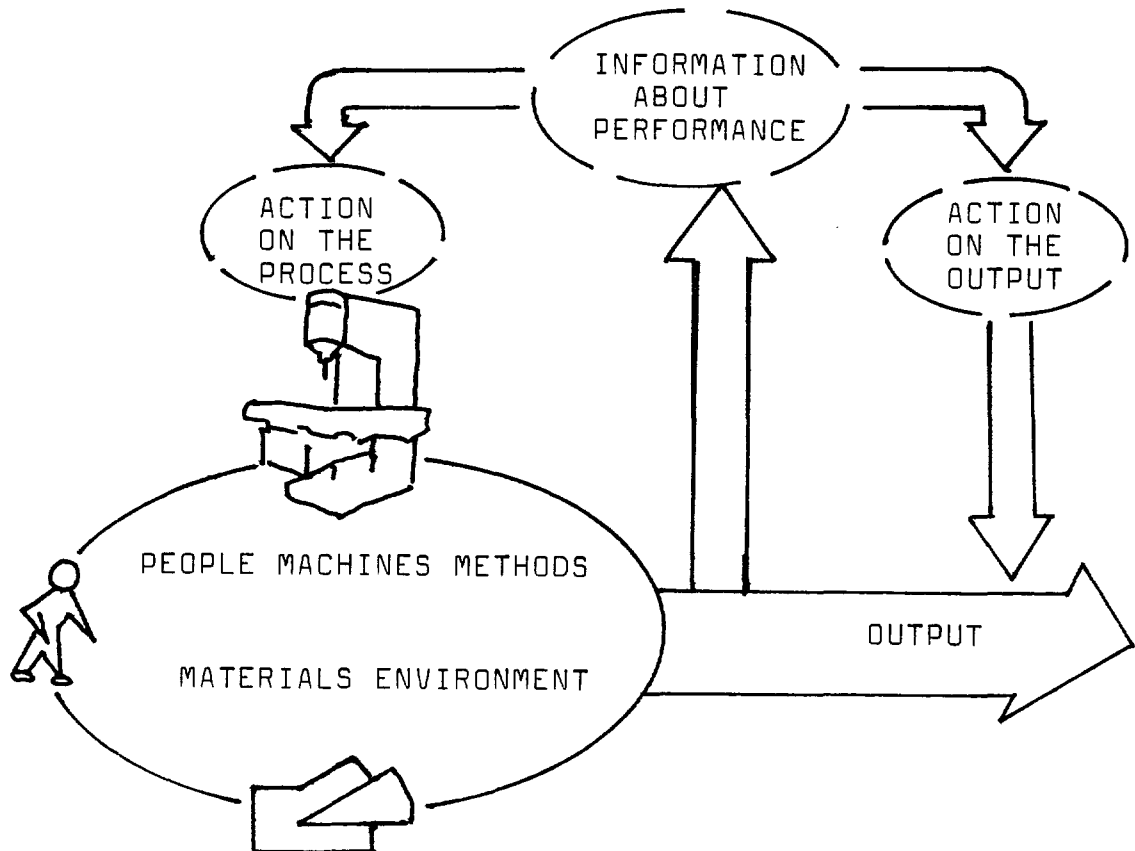 INFORMATION
ABOUT
PERFORMANCE
ACTION
ON THE
PROCESS
ACTION
ON THE
OUTPUT
PEOPLE MACHINES METHODS
OUTPUT
MATERIALS ENVIRONMENT